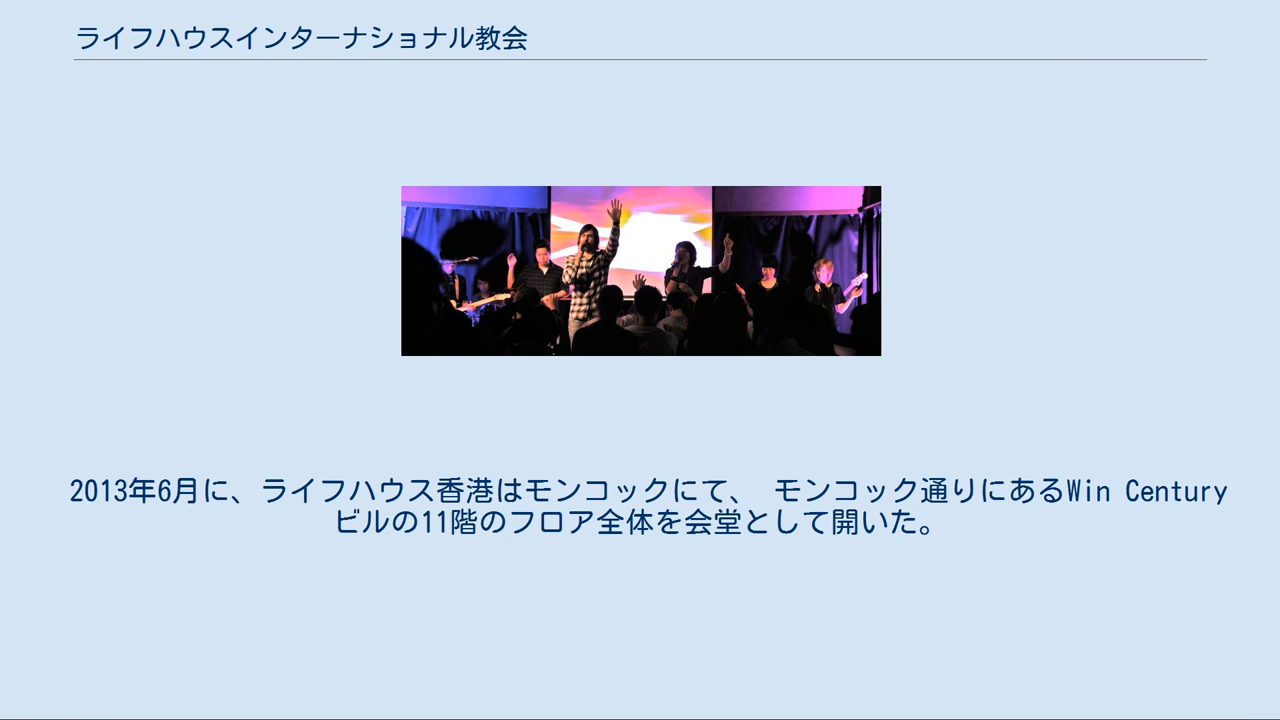 ライフハウスインターナショナル教会
2013年6月に、ライフハウス香港はモンコックにて、 モンコック通りにあるWin Century
ビルの11階のフロア全体を会堂として開いた。